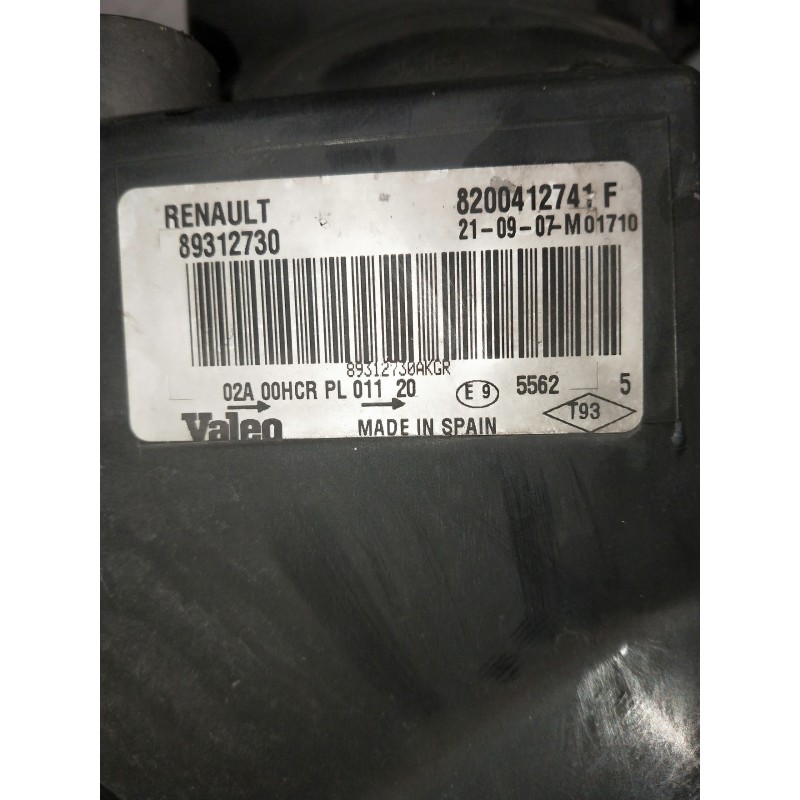 RENAULT 8200412741 F
89312730 21-09-07-M01710
89312730AKGR
02A 00HCR PL 011 20 E 9 5562 5
Valeo MADE IN SPAIN T93